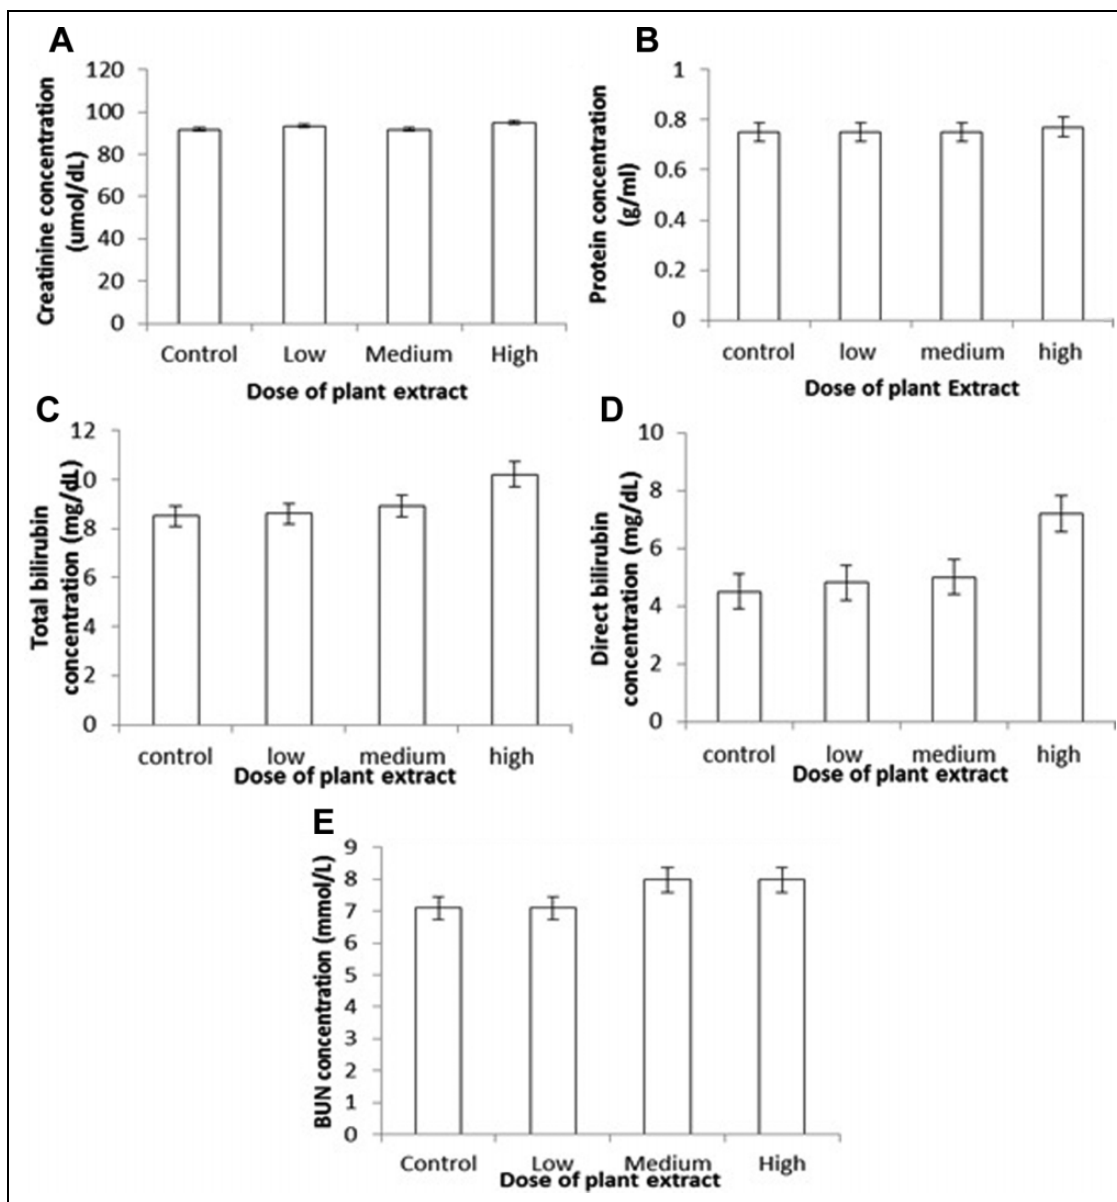 A
Creatinine concentration
(umol/dL)
120
100
80
60
40
20
0
Control Low Medium High
Dose of plant extract
B
Protein concentration
(g/ml)
1
0.8
0.6
0.4
0.2
0
control low medium high
Dose of plant Extract
C
Total bilirubin
concentration (mg/dL)
12
10
8
6
4
2
0
control low medium high
Dose of plant extract
D
Direct bilirubin
concentration (mg/dL)
10
8
6
4
2
0
control low medium high
Dose of plant extract
E
BUN concentration (mmol/L)
9
8
7
6
5
4
3
2
1
0
Control Low Medium High
Dose of plant extract